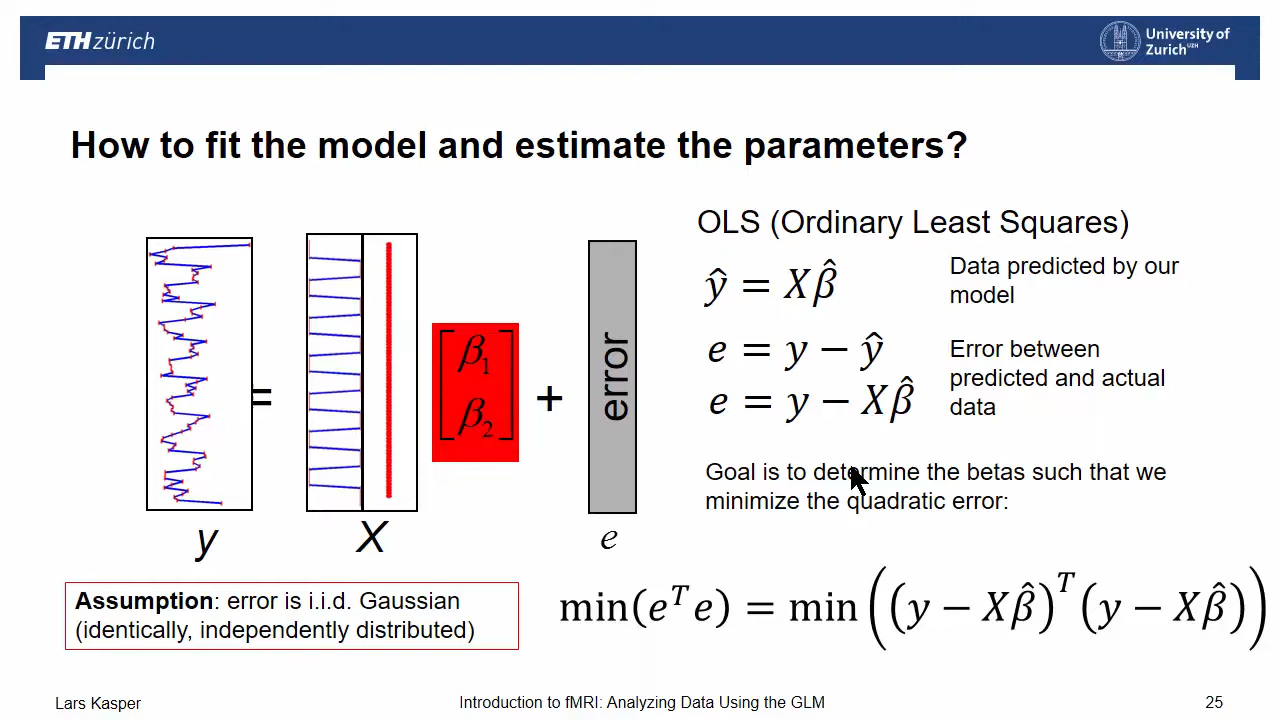 ETH zürich
University of
Zurich UZH
How to fit the model and estimate the parameters?
y
=
X
[β₁
β₂]
+
error
e
Assumption: error is i.i.d. Gaussian
(identically, independently distributed)
OLS (Ordinary Least Squares)
ŷ = Xβ̂
Data predicted by our
model
e = y − ŷ
e = y − Xβ̂
Error between
predicted and actual
data
Goal is to determine the betas such that we
minimize the quadratic error:
min(eᵀe) = min((y − Xβ̂)ᵀ(y − Xβ̂))
Lars Kasper
Introduction to fMRI: Analyzing Data Using the GLM
25